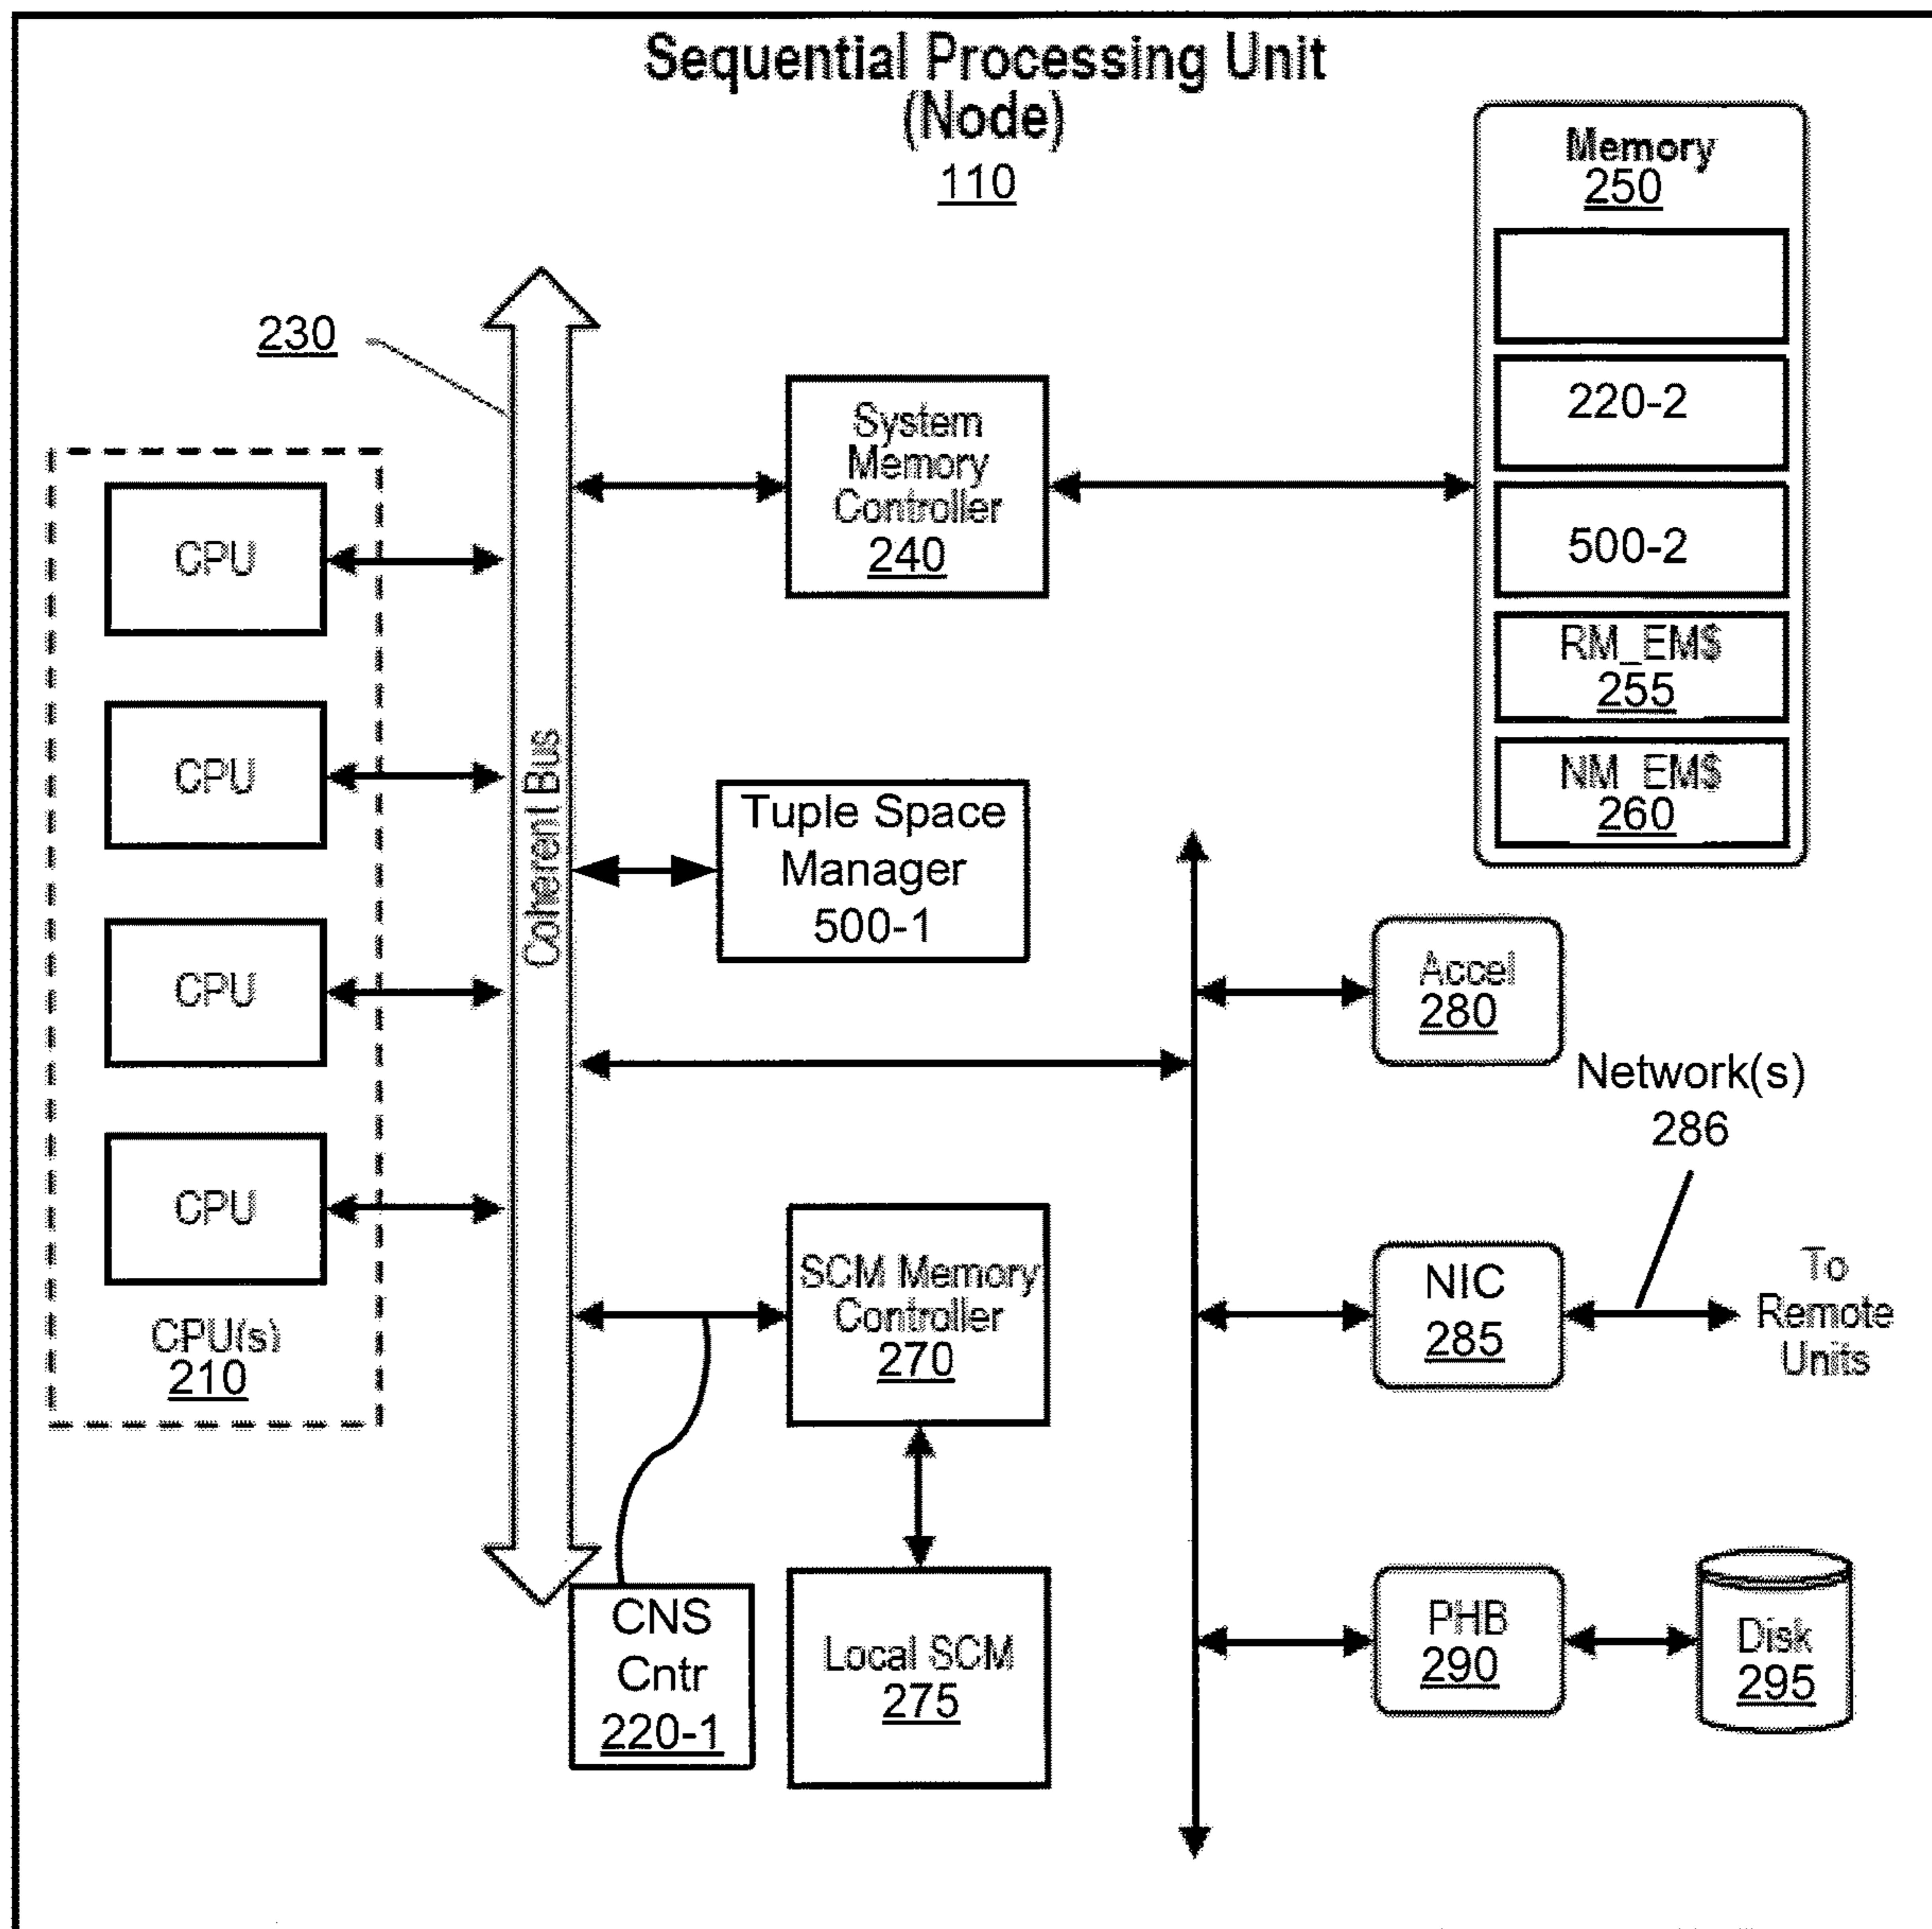 Sequential Processing Unit
(Node)
110
Memory
250
220-2
500-2
RM_EM$
255
NM_EM$
260
230
System
Memory
Controller
240
CPU
CPU
CPU
CPU
CPU(s)
210
Coherent Bus
Tuple Space
Manager
500-1
Accel
280
Network(s)
286
SCM Memory
Controller
270
NIC
285
To
Remote
Units
CNS
Cntr
220-1
Local SCM
275
PHB
290
Disk
295